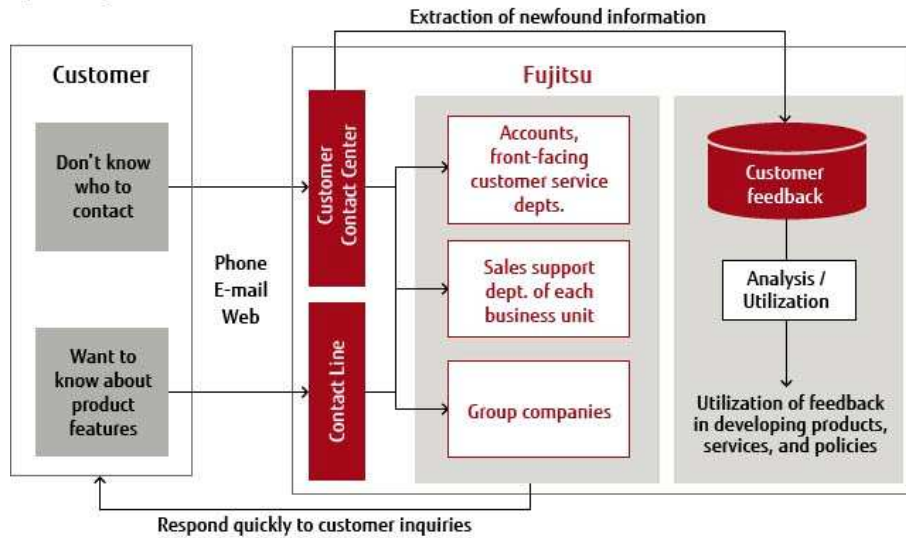 Extraction of newfound information
Customer
Fujitsu
Don't know
who to
contact
Want to
know about
product
features
Phone
E-mail
Web
Customer
Contact Center
Contact Line
Accounts,
front-facing
customer service
depts.
Sales support
dept. of each
business unit
Group companies
Customer
feedback
Analysis /
Utilization
Utilization of feedback
in developing products,
services, and policies
Respond quickly to customer inquiries